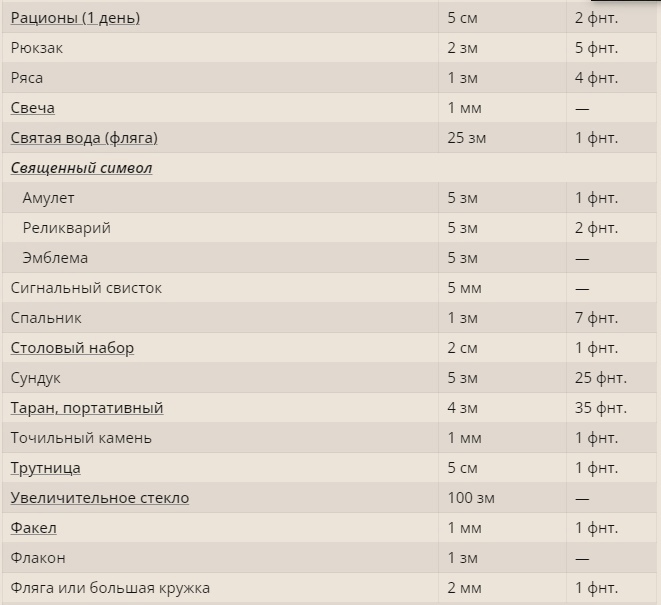 Рационы (1 день) 5 см 2 фнт.
Рюкзак 2 зм 5 фнт.
Ряса 1 зм 4 фнт.
Свеча 1 мм —
Святая вода (фляга) 25 зм 1 фнт.
Священный символ
Амулет 5 зм 1 фнт.
Реликварий 5 зм 2 фнт.
Эмблема 5 зм —
Сигнальный свисток 5 мм —
Спальник 1 зм 7 фнт.
Столовый набор 2 см 1 фнт.
Сундук 5 зм 25 фнт.
Таран, портативный 4 зм 35 фнт.
Точильный камень 1 мм 1 фнт.
Трутница 5 см 1 фнт.
Увеличительное стекло 100 зм —
Факел 1 мм 1 фнт.
Флакон 1 зм —
Фляга или большая кружка 2 мм 1 фнт.